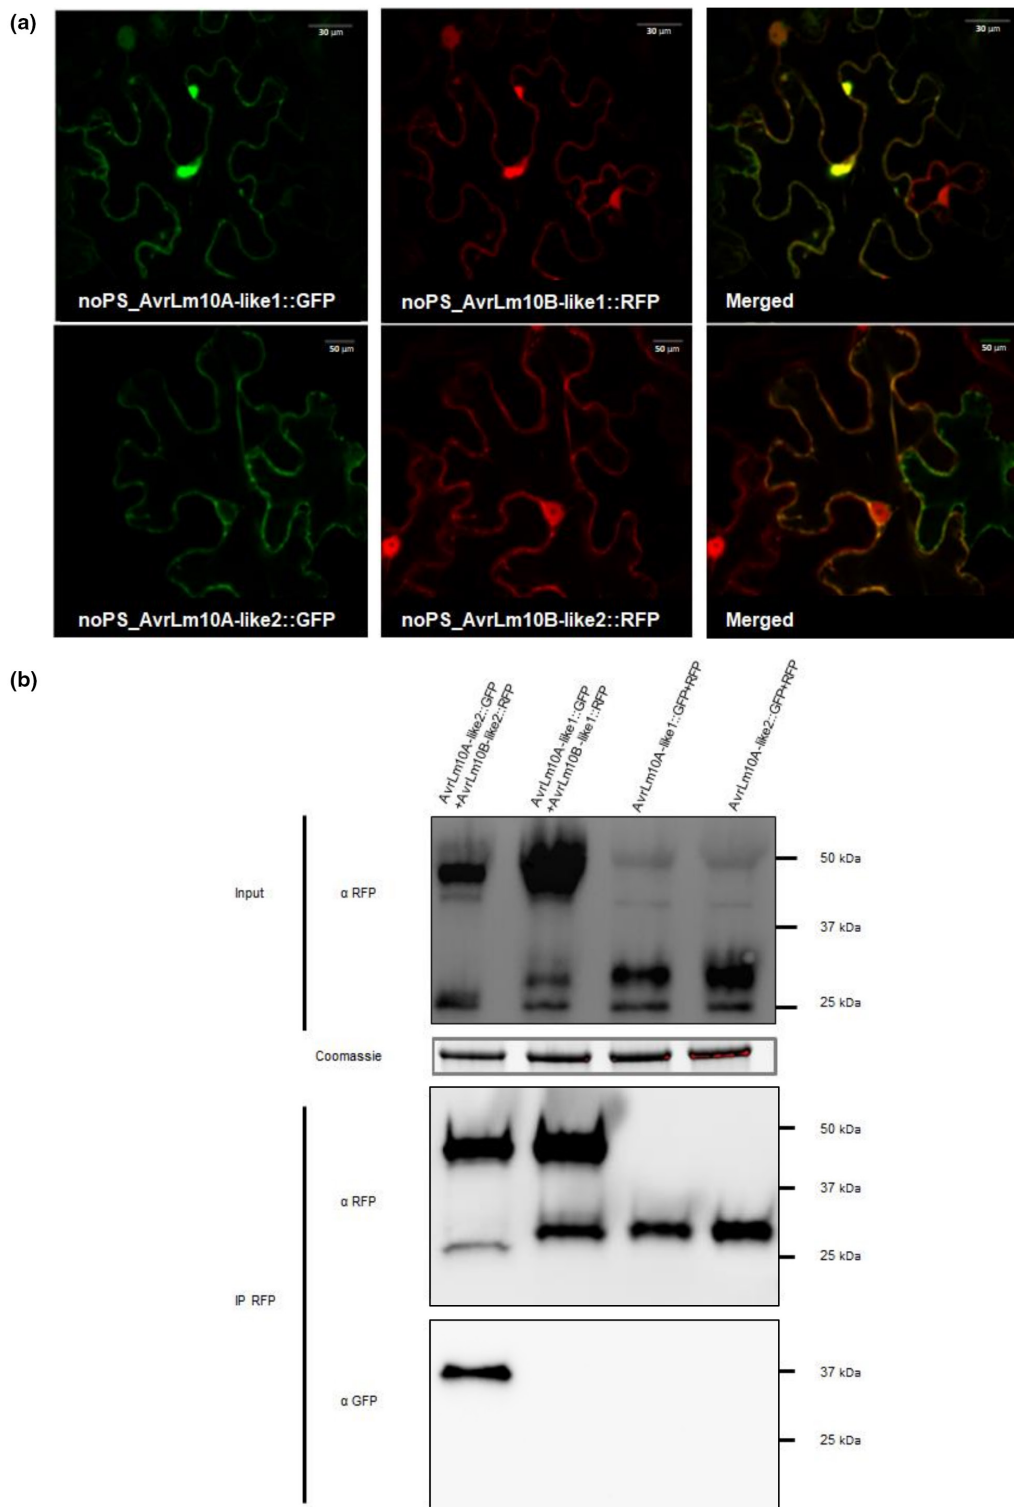 (a)
30 µm
30 µm
30 µm
noPS_AvrLm10A-like1::GFP
noPS_AvrLm10B-like1::RFP
Merged
50 µm
50 µm
50 µm
noPS_AvrLm10A-like2::GFP
noPS_AvrLm10B-like2::RFP
Merged
(b)
AvrLm10A-like2::GFP
+AvrLm10B-like2::RFP
AvrLm10A-like1::GFP
+AvrLm10B-like1::RFP
AvrLm10A-like1::GFP+RFP
AvrLm10A-like2::GFP+RFP
Input
α RFP
50 kDa
37 kDa
25 kDa
Coomassie
IP RFP
α RFP
50 kDa
37 kDa
25 kDa
α GFP
37 kDa
25 kDa